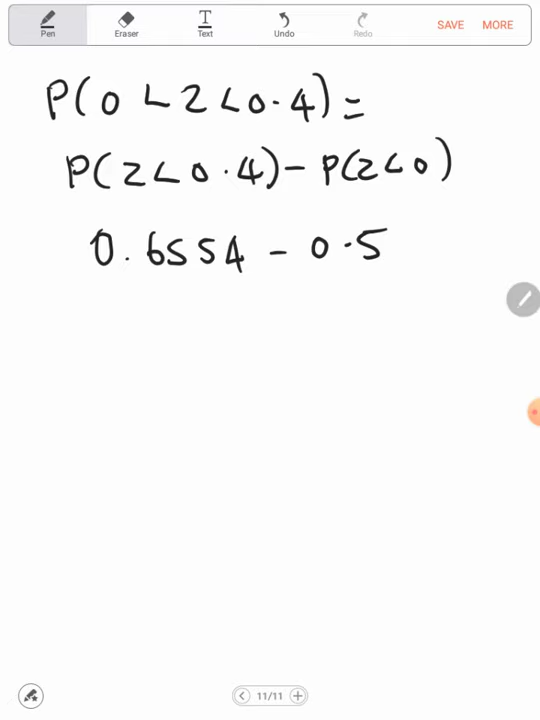 Pen Eraser Text Undo Redo SAVE MORE
P(0 < Z < 0.4) =
P(Z < 0.4) - P(Z < 0)
0.6554 - 0.5
11/11